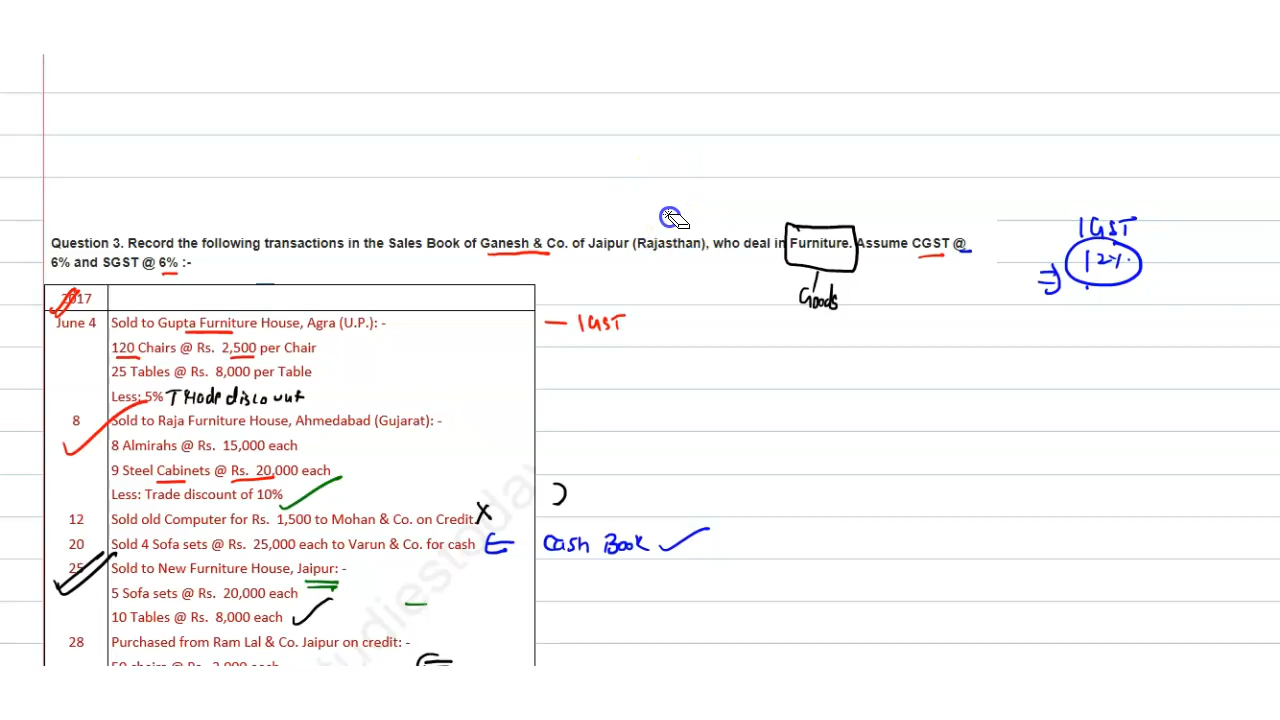 IGST
12%.
Question 3. Record the following transactions in the Sales Book of Ganesh & Co. of Jaipur (Rajasthan), who deal in Furniture. Assume CGST @
6% and SGST @ 6% :-
Goods
2017
June 4 Sold to Gupta Furniture House, Agra (U.P.): - — IGST
120 Chairs @ Rs. 2,500 per Chair
25 Tables @ Rs. 8,000 per Table
Less: 5% Trade discount
8 Sold to Raja Furniture House, Ahmedabad (Gujarat): -
8 Almirahs @ Rs. 15,000 each
9 Steel Cabinets @ Rs. 20,000 each
Less: Trade discount of 10%
12 Sold old Computer for Rs. 1,500 to Mohan & Co. on Credit
20 Sold 4 Sofa sets @ Rs. 25,000 each to Varun & Co. for cash Cash Book
25 Sold to New Furniture House, Jaipur: -
5 Sofa sets @ Rs. 20,000 each
10 Tables @ Rs. 8,000 each
28 Purchased from Ram Lal & Co. Jaipur on credit: -
50 chairs @ Rs. 2,000 each
studiestoday